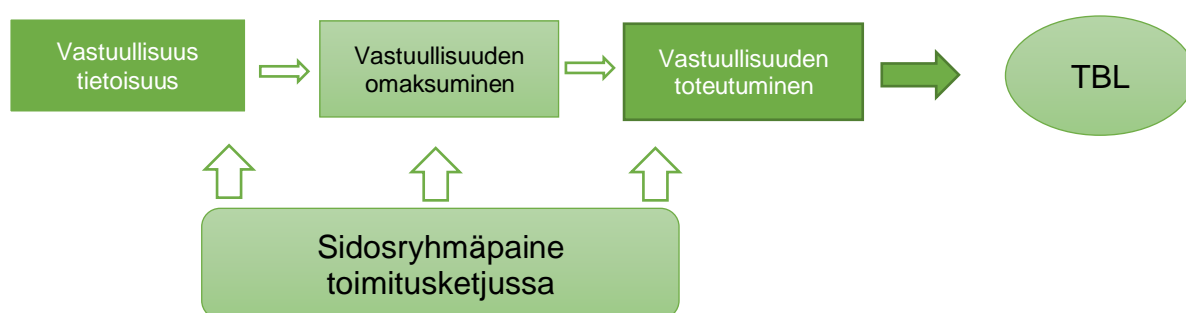 Vastuullisuus
tietoisuus
Vastuullisuuden
omaksuminen
Vastuullisuuden
toteutuminen
TBL
Sidosryhmäpaine
toimitusketjussa